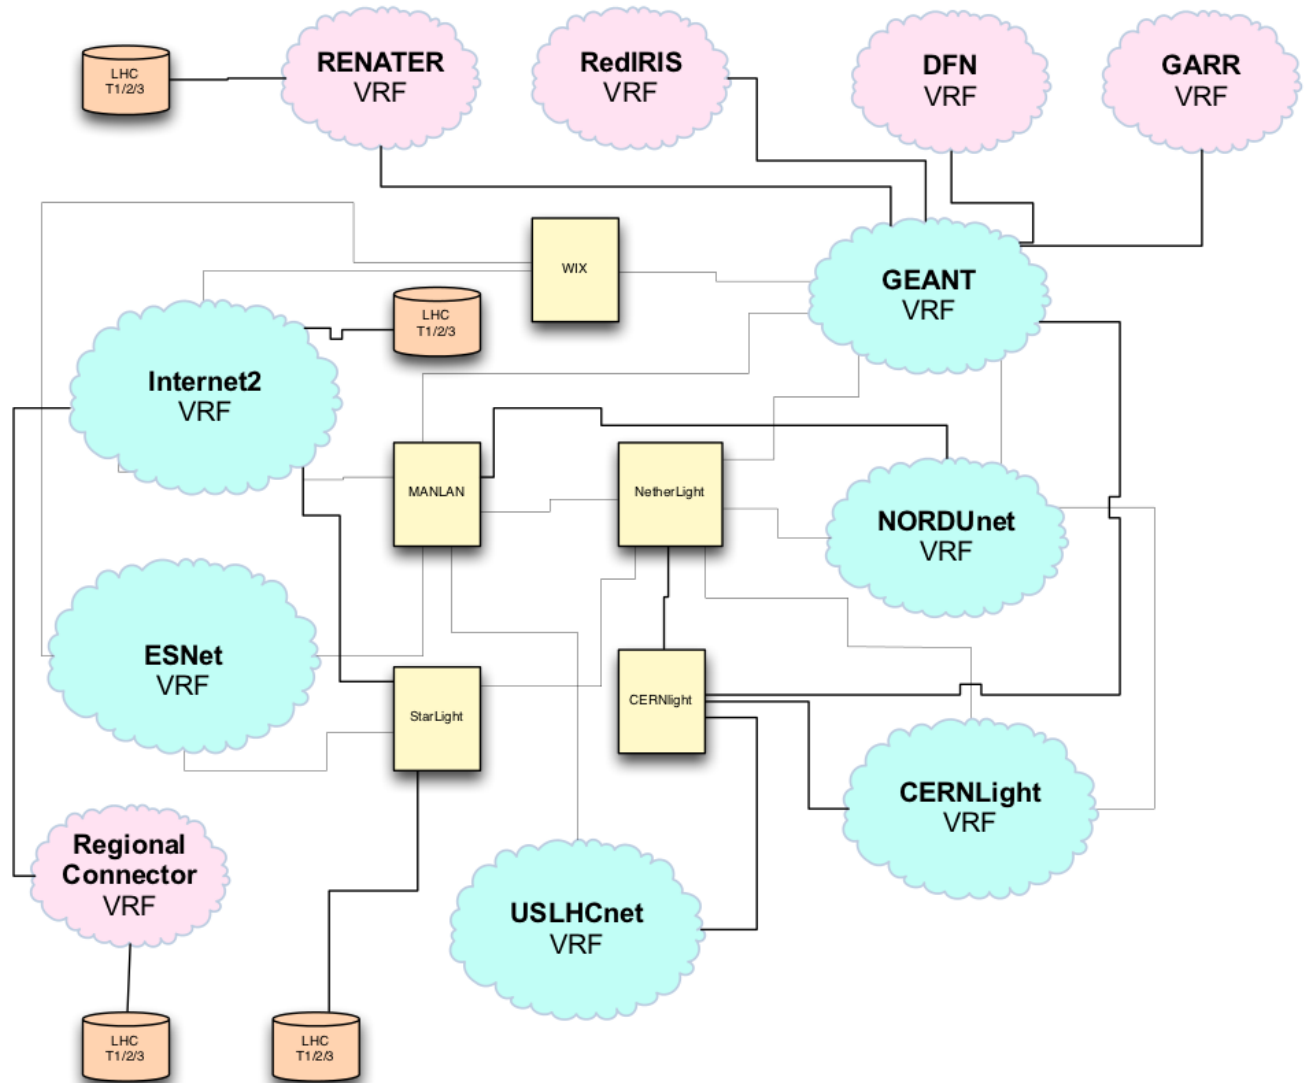 LHC
T1/2/3
RENATER
VRF
RedIRIS
VRF
DFN
VRF
GARR
VRF
WIX
GEANT
VRF
LHC
T1/2/3
Internet2
VRF
MANLAN
NetherLight
NORDUnet
VRF
ESNet
VRF
StarLight
CERNlight
CERNLight
VRF
Regional
Connector
VRF
USLHCnet
VRF
LHC
T1/2/3
LHC
T1/2/3